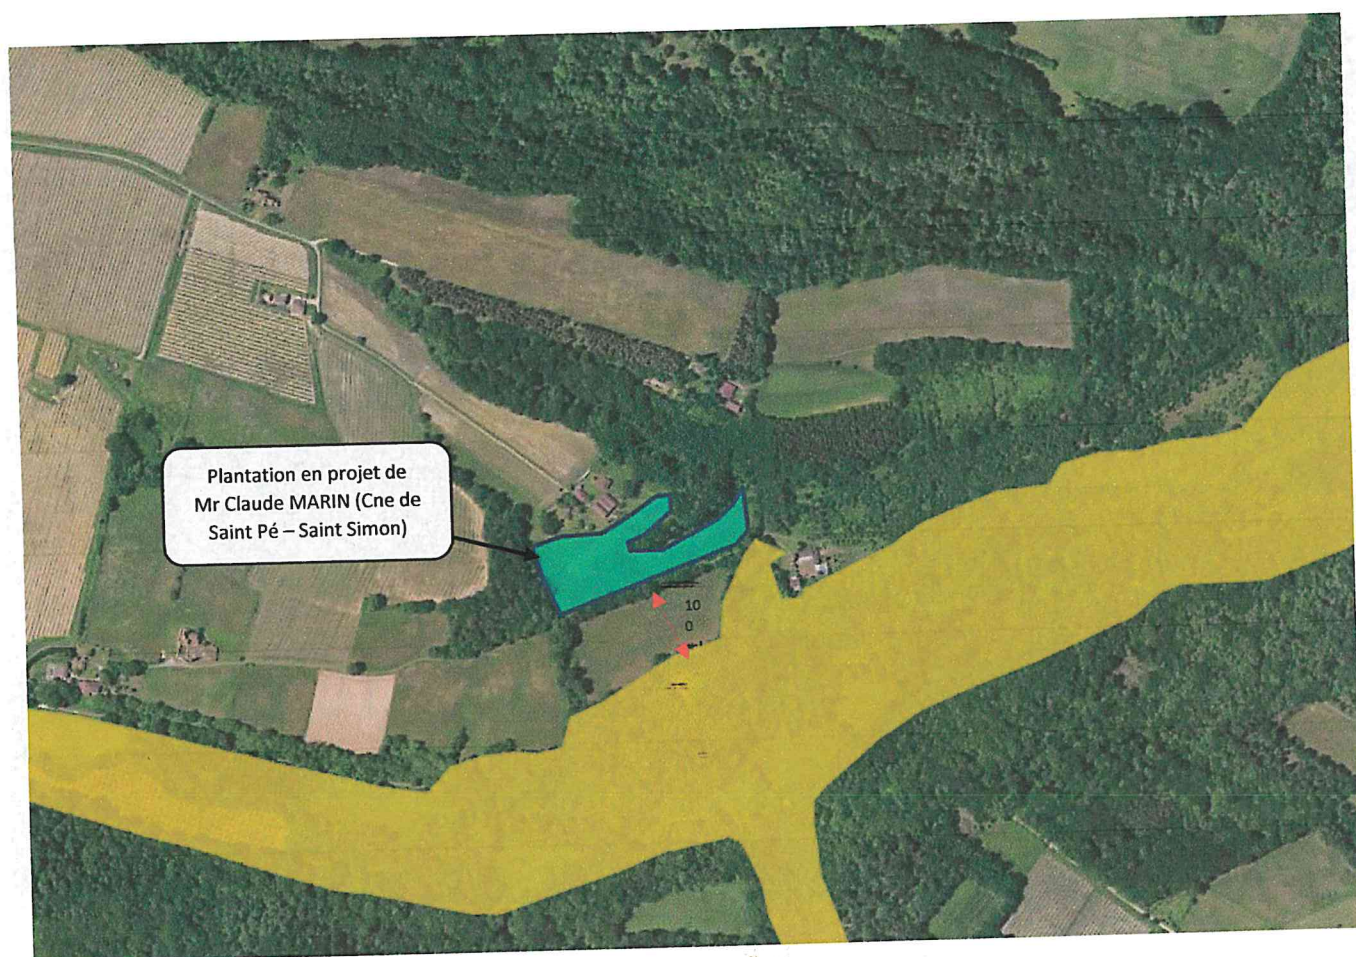 Plantation en projet de
Mr Claude MARIN (Cne de
Saint Pé – Saint Simon)
10
0